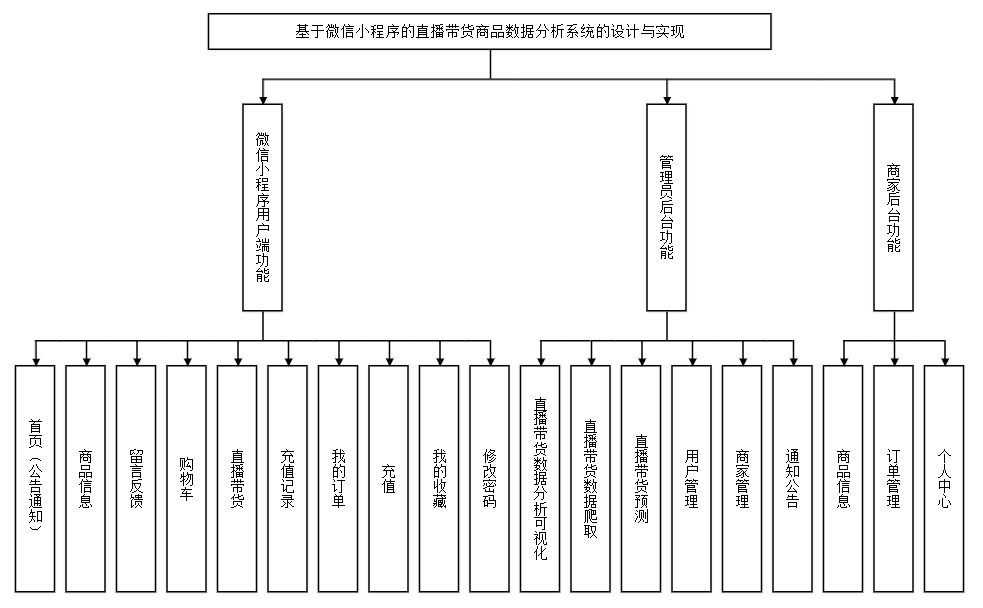 基于微信小程序的直播带货商品数据分析系统的设计与实现
微信小程序用户端功能
管理员后台功能
商家后台功能
首页（公告通知）
商品信息
留言反馈
购物车
直播带货
充值记录
我的订单
充值
我的收藏
修改密码
直播带货数据分析可视化
直播带货数据爬取
直播带货预测
用户管理
商家管理
通知公告
商品信息
订单管理
个人中心